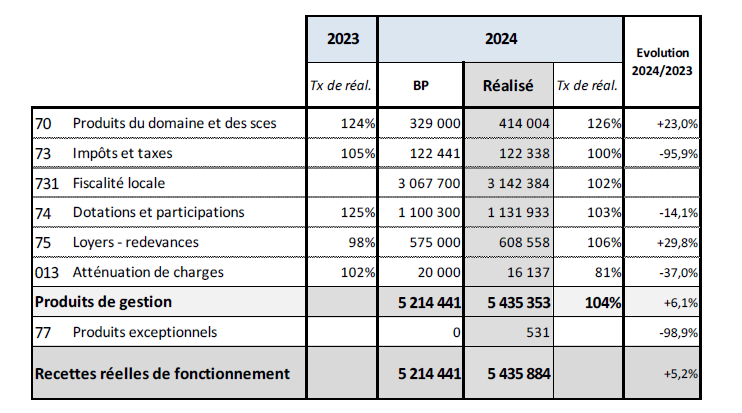 2023 2024 Evolution 2024/2023
Tx de réal. BP Réalisé Tx de réal.
70 Produits du domaine et des sces 124% 329 000 414 004 126% +23,0%
73 Impôts et taxes 105% 122 441 122 338 100% -95,9%
731 Fiscalité locale 3 067 700 3 142 384 102%
74 Dotations et participations 125% 1 100 300 1 131 933 103% -14,1%
75 Loyers - redevances 98% 575 000 608 558 106% +29,8%
013 Atténuation de charges 102% 20 000 16 137 81% -37,0%
Produits de gestion 5 214 441 5 435 353 104% +6,1%
77 Produits exceptionnels 0 531 -98,9%
Recettes réelles de fonctionnement 5 214 441 5 435 884 +5,2%